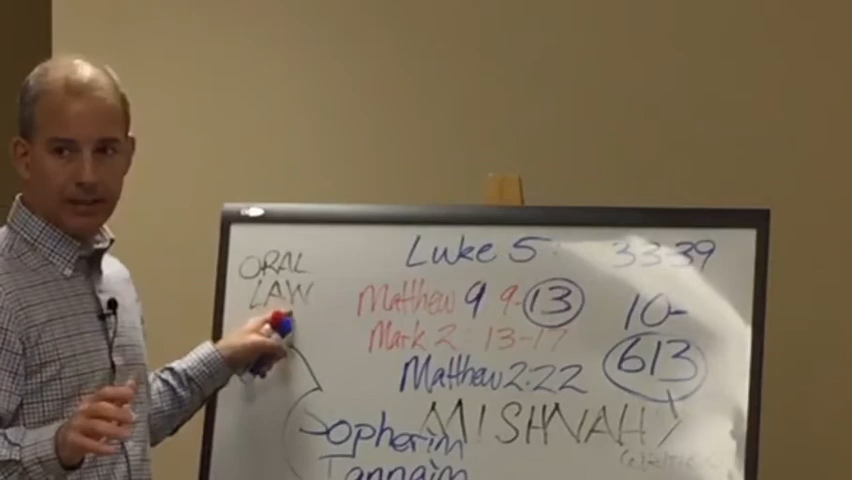 ORAL
LAW
Luke 5: 33-39
Matthew 9 9-13
10-
Mark 2: 13-17
613
Matthew 2:22
MISHNAH
Sopherim
Tannaim